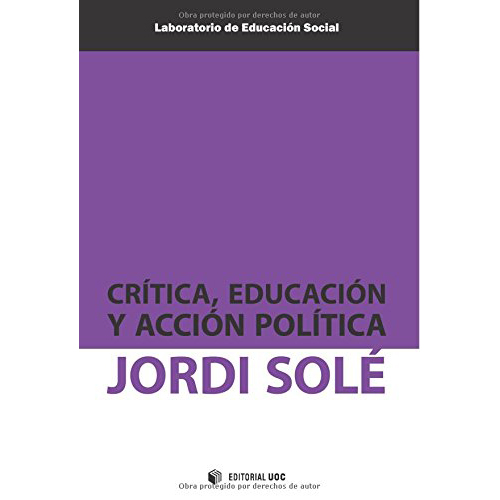 Obra protegido por derechos de autor
Laboratorio de Educación Social
CRÍTICA, EDUCACIÓN
Y ACCIÓN POLÍTICA
JORDI SOLÉ
EDITORIAL UOC
Obra protegido por derechos de autor